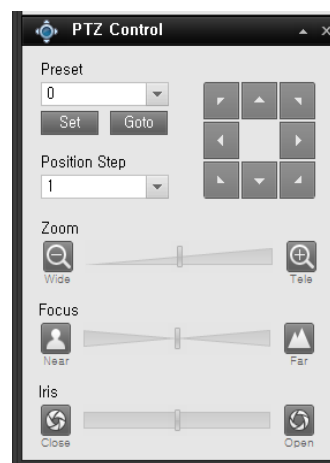 PTZ Control
Preset
0
Set Goto
Position Step
1
Zoom
Wide Tele
Focus
Near Far
Iris
Close Open